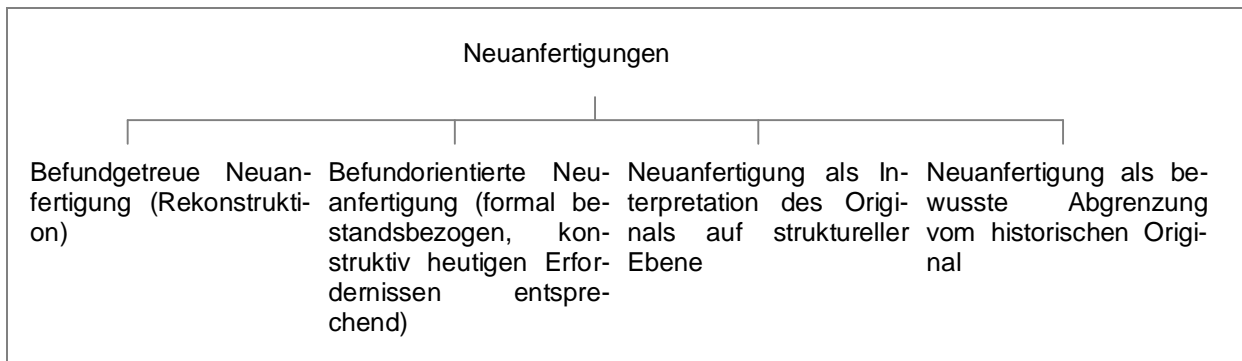 Neuanfertigungen
Befundgetreue Neuan-
fertigung (Rekonstrukti-
on)
Befundorientierte Neu-
anfertigung (formal be-
standsbezogen, kon-
struktiv heutigen Erfor-
dernissen entspre-
chend)
Neuanfertigung als In-
terpretation des Origi-
nals auf struktureller
Ebene
Neuanfertigung als be-
wusste Abgrenzung
vom historischen Origi-
nal